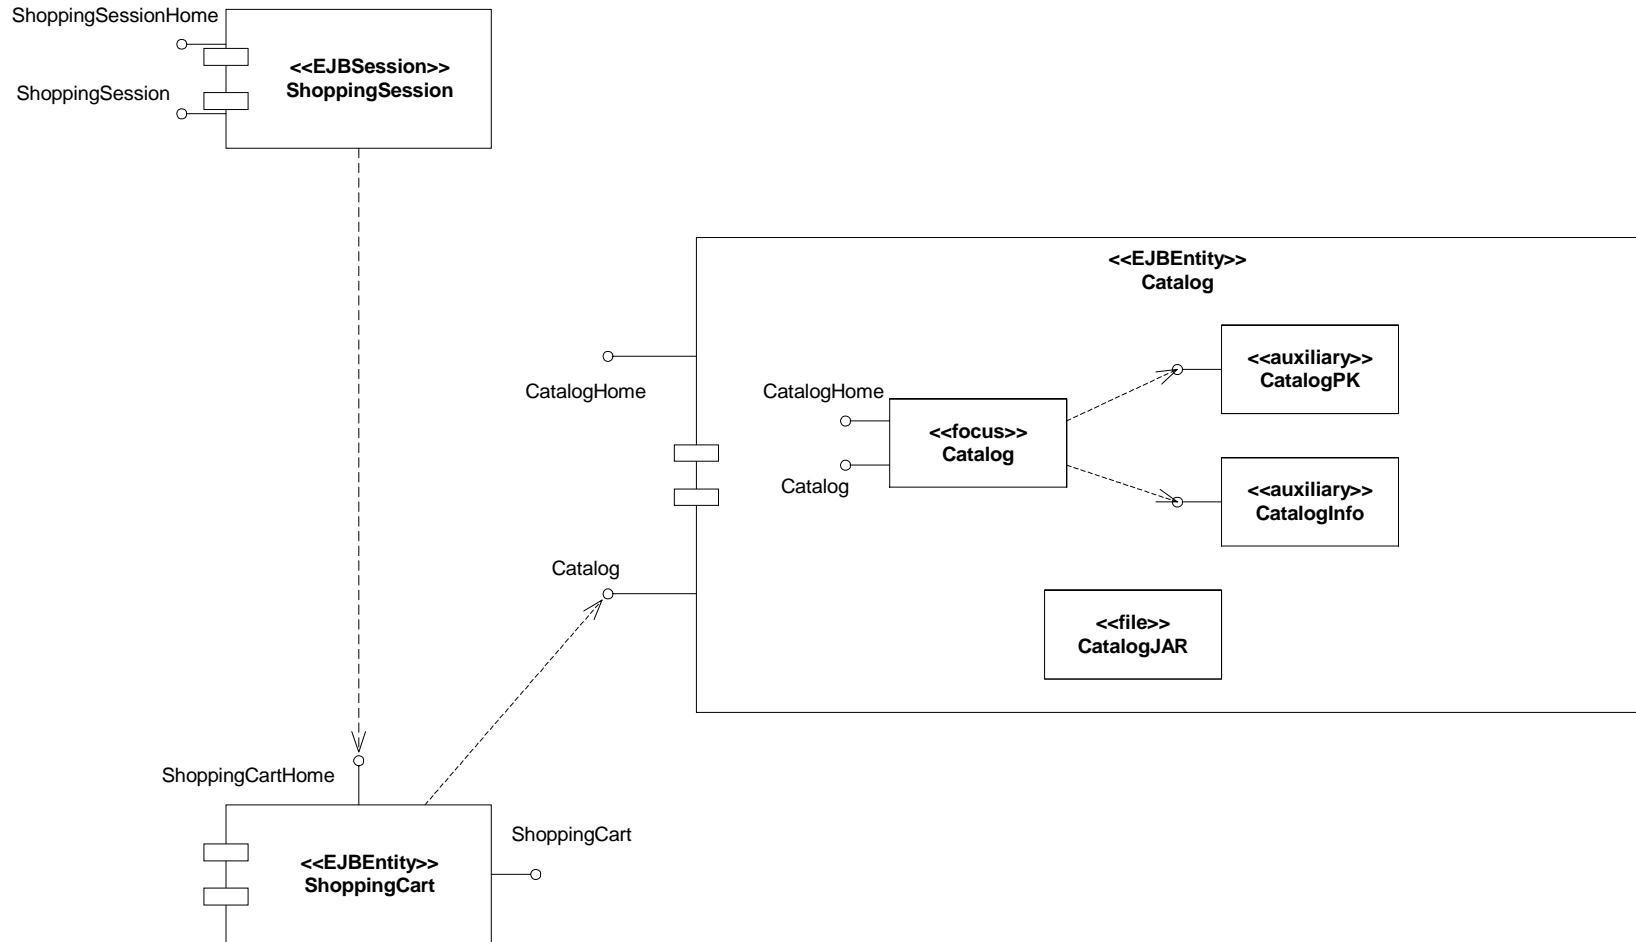 ShoppingSessionHome
<<EJBSession>>
ShoppingSession
ShoppingSession
<<EJBEntity>>
Catalog
<<auxiliary>>
CatalogPK
CatalogHome
CatalogHome
<<focus>>
Catalog
Catalog
<<auxiliary>>
CatalogInfo
Catalog
<<file>>
CatalogJAR
ShoppingCartHome
ShoppingCart
<<EJBEntity>>
ShoppingCart